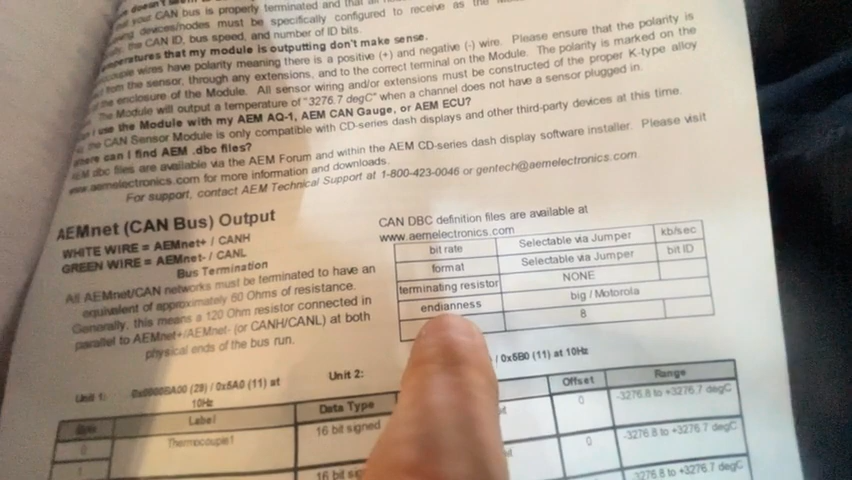 your CAN bus is properly terminated and that all
devices/nodes must be specifically configured to receive as the
the CAN ID, bus speed, and number of ID bits.
temperatures that my module is outputting don't make sense.
wires have polarity meaning there is a positive (+) and negative (-) wire. Please ensure that the polarity is
from the sensor, through any extensions, and to the correct terminal on the Module. The polarity is marked on the
the enclosure of the Module. All sensor wiring and/or extensions must be constructed of the proper K-type alloy
The Module will output a temperature of "3276.7 degC" when a channel does not have a sensor plugged in.
I use the Module with my AEM AQ-1, AEM CAN Gauge, or AEM ECU?
the CAN Sensor Module is only compatible with CD-series dash displays and other third-party devices at this time.
Where can I find AEM .dbc files?
AEM dbc files are available via the AEM Forum and within the AEM CD-series dash display software installer. Please visit
www.aemelectronics.com for more information and downloads.
For support, contact AEM Technical Support at 1-800-423-0046 or gentech@aemelectronics.com
AEMnet (CAN Bus) Output
WHITE WIRE = AEMnet+ / CANH
GREEN WIRE = AEMnet- / CANL
Bus Termination
All AEMnet/CAN networks must be terminated to have an
equivalent of approximately 60 Ohms of resistance.
Generally, this means a 120 Ohm resistor connected in
parallel to AEMnet+/AEMnet- (or CANH/CANL) at both
physical ends of the bus run.
CAN DBC definition files are available at
www.aemelectronics.com
bit rate Selectable via Jumper kb/sec
format Selectable via Jumper bit ID
terminating resistor NONE
endianness big / Motorola
8
Unit 1: 0x00005A00 (29) / 0x5A0 (11) at
10Hz
Unit 2: / 0x5B0 (11) at 10Hz
Label Data Type Offset Range
0 Thermocouple1 16 bit signed 0 -3276.8 to +3276.7 degC
1 0 -3276.8 to +3276.7 degC
16 bit -3276.8 to +3276.7 degC